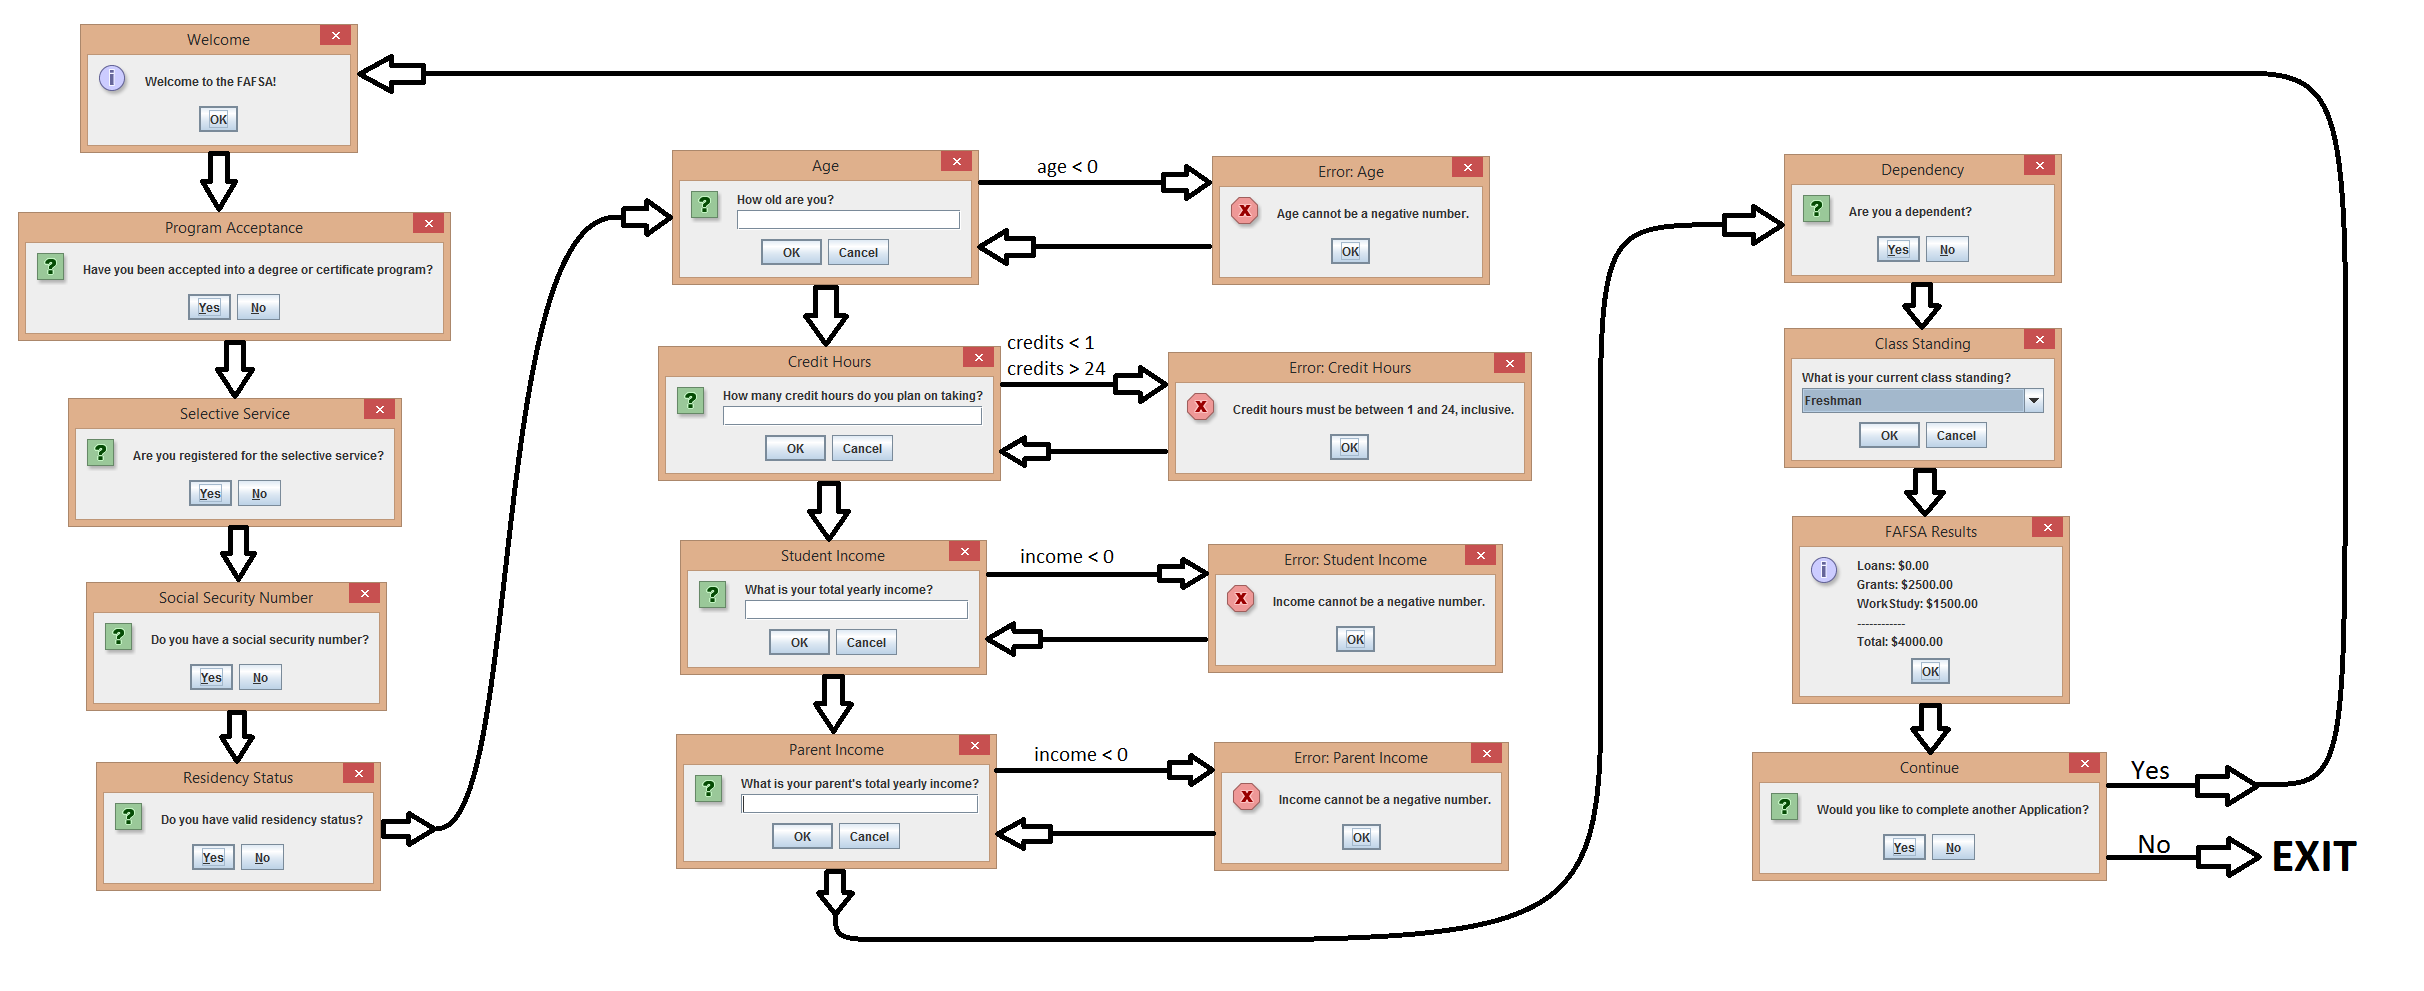 Welcome
Welcome to the FAFSA!
OK
Program Acceptance
Have you been accepted into a degree or certificate program?
Yes No
Selective Service
Are you registered for the selective service?
Yes No
Social Security Number
Do you have a social security number?
Yes No
Residency Status
Do you have valid residency status?
Yes No
Age
How old are you?
OK Cancel
age < 0
Error: Age
Age cannot be a negative number.
OK
Credit Hours
How many credit hours do you plan on taking?
OK Cancel
credits < 1
credits > 24
Error: Credit Hours
Credit hours must be between 1 and 24, inclusive.
OK
Student Income
What is your total yearly income?
OK Cancel
income < 0
Error: Student Income
Income cannot be a negative number.
OK
Parent Income
What is your parent's total yearly income?
OK Cancel
income < 0
Error: Parent Income
Income cannot be a negative number.
OK
Dependency
Are you a dependent?
Yes No
Class Standing
What is your current class standing?
Freshman
OK Cancel
FAFSA Results
Loans: $0.00
Grants: $2500.00
WorkStudy: $1500.00
------------
Total: $4000.00
OK
Continue
Would you like to complete another Application?
Yes No
Yes
No
EXIT